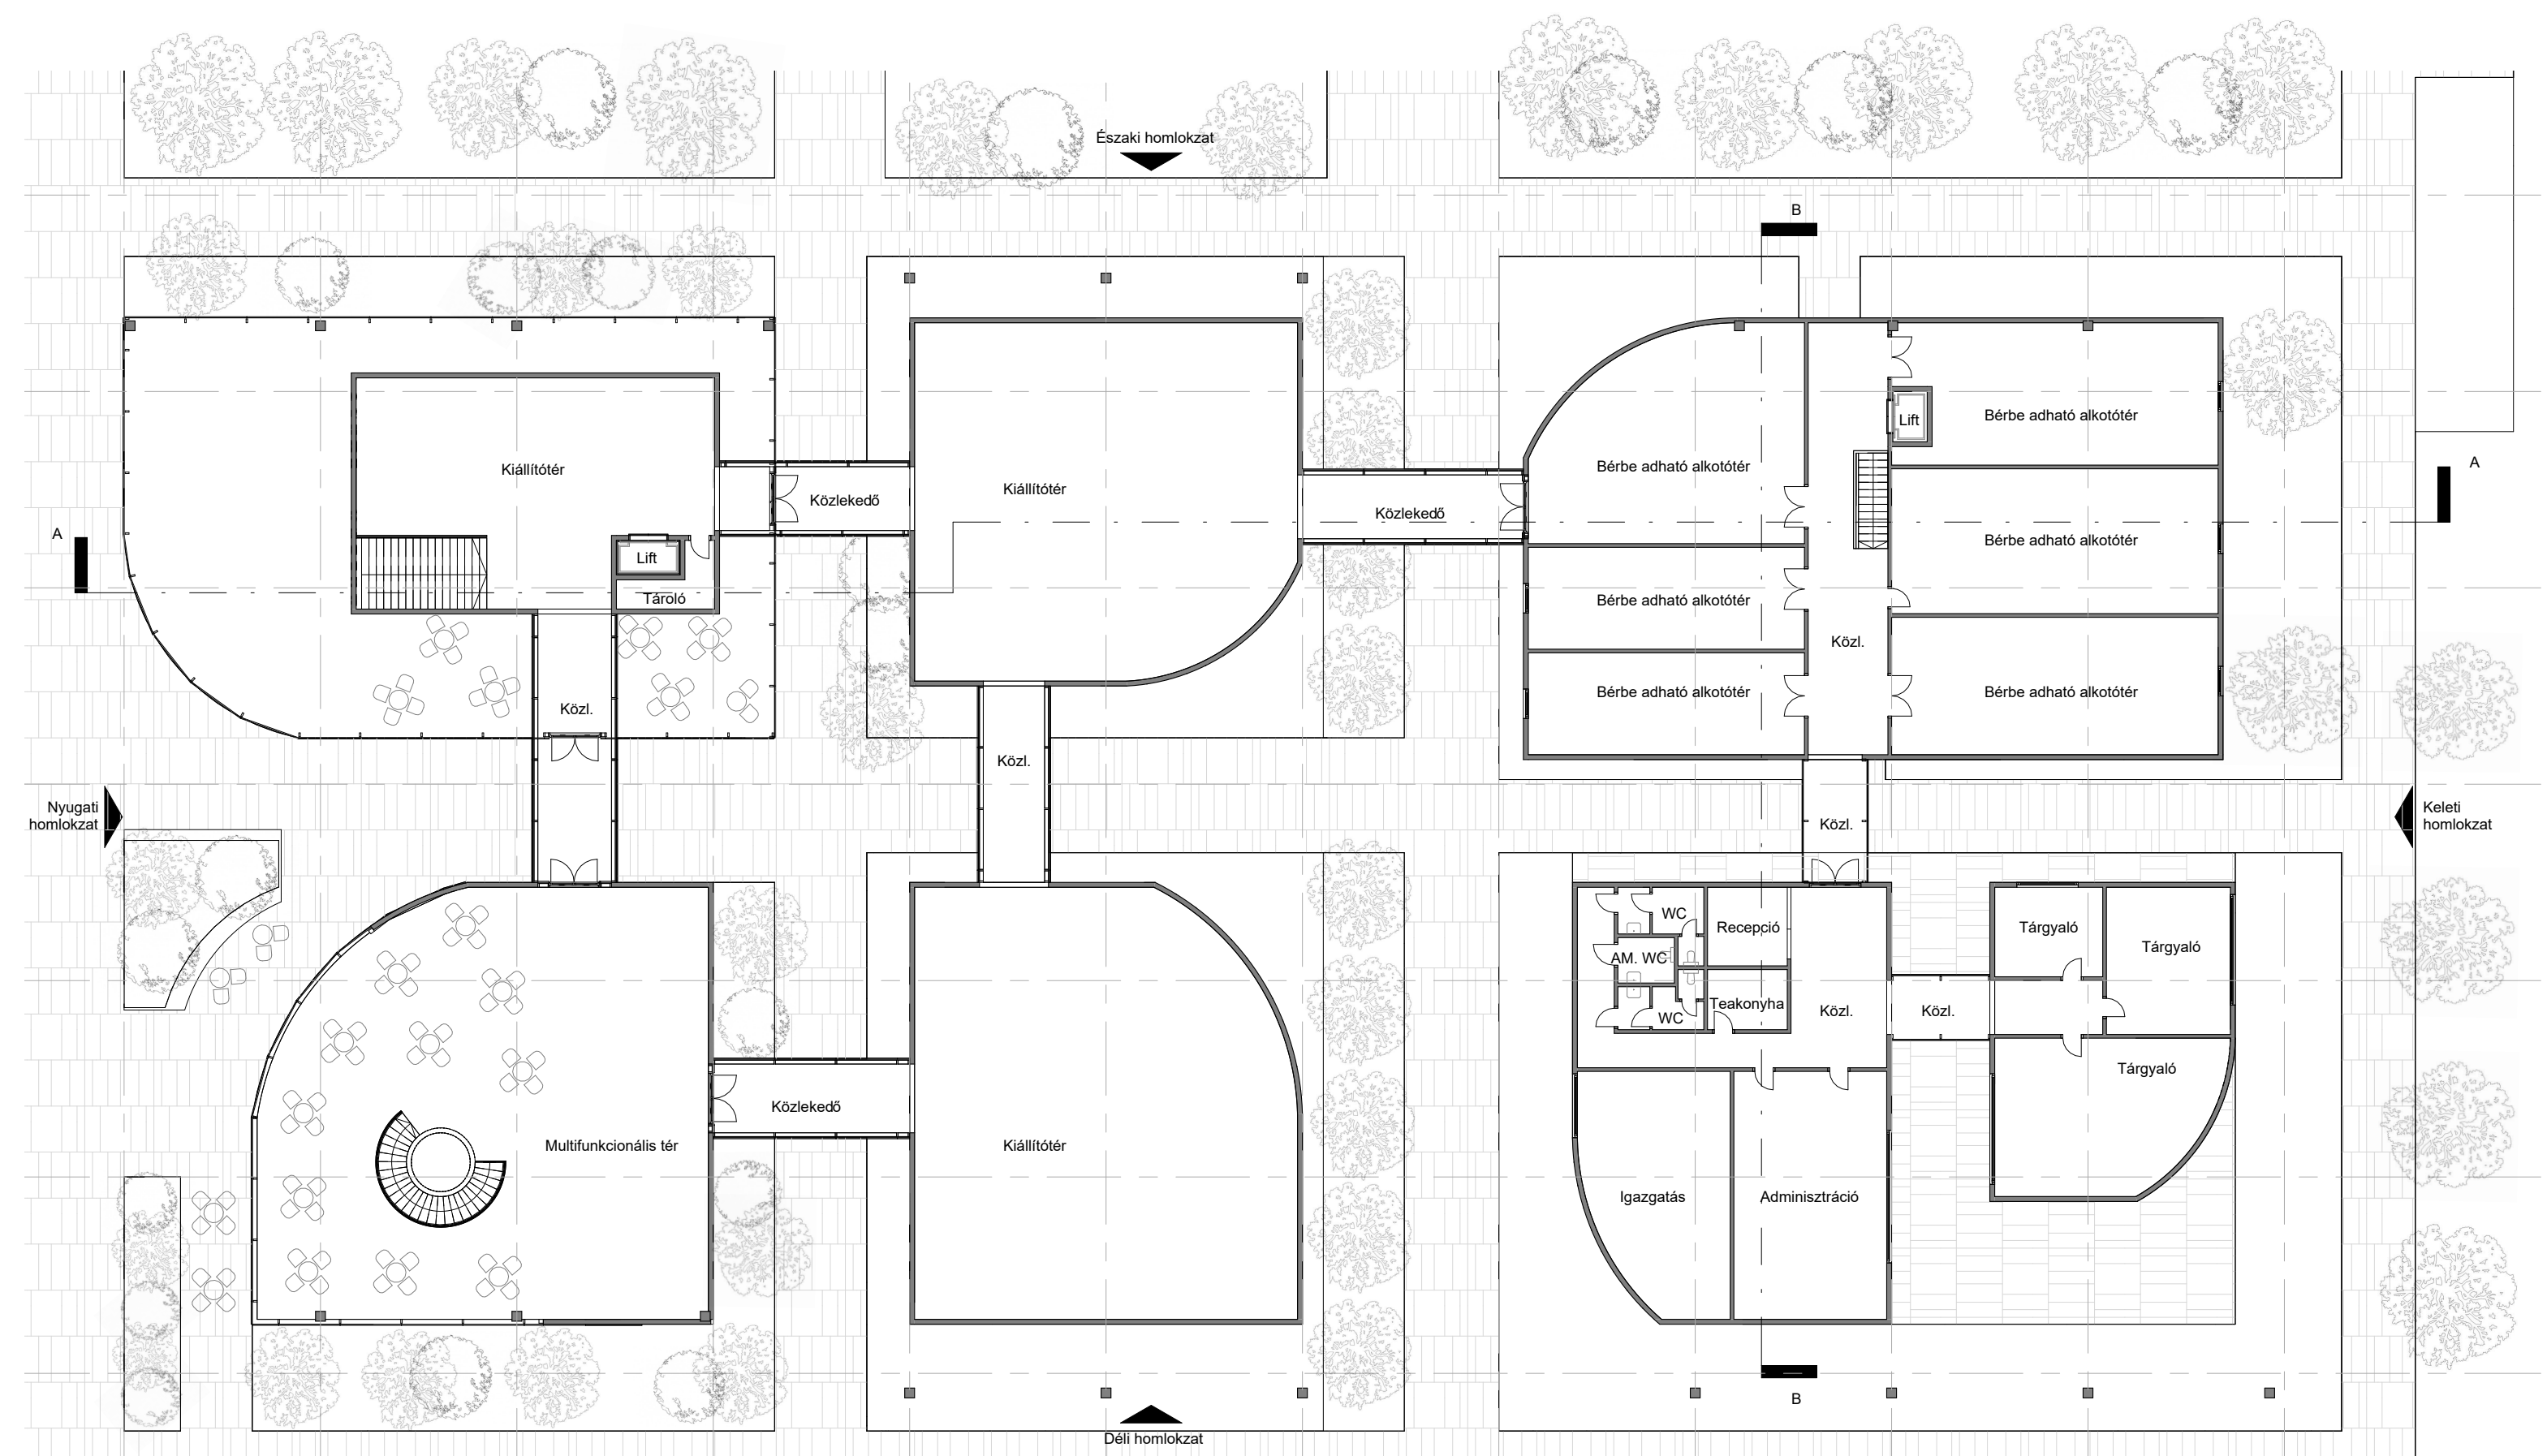 Északi homlokzat
B
Bérbe adható alkotótér
Lift
A
Kiállítótér
Bérbe adható alkotótér
Kiállítótér
Közlekedő
Közlekedő
A
Bérbe adható alkotótér
Lift
Tároló
Bérbe adható alkotótér
Közl.
Bérbe adható alkotótér
Bérbe adható alkotótér
Közl.
Közl.
Nyugati
homlokzat
Keleti
homlokzat
Közl.
WC
Recepció
Tárgyaló
Tárgyaló
AM. WC
Teakonyha
WC
Közl.
Közl.
Tárgyaló
Közlekedő
Multifunkcionális tér
Kiállítótér
Igazgatás
Adminisztráció
B
Déli homlokzat